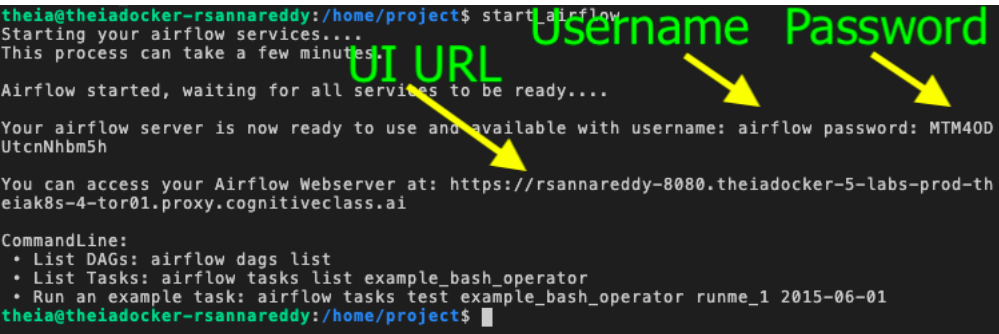 theia@theiadocker-rsannareddy:/home/project$ start_airflow
Username Password
Starting your airflow services....
This process can take a few minutes.
UI URL
Airflow started, waiting for all services to be ready....
Your airflow server is now ready to use and available with username: airflow password: MTM4OD
UtcnNhbm5h
You can access your Airflow Webserver at: https://rsannareddy-8080.theiadocker-5-labs-prod-th
eiak8s-4-tor01.proxy.cognitiveclass.ai
CommandLine:
• List DAGs: airflow dags list
• List Tasks: airflow tasks list example_bash_operator
• Run an example task: airflow tasks test example_bash_operator runme_1 2015-06-01
theia@theiadocker-rsannareddy:/home/project$